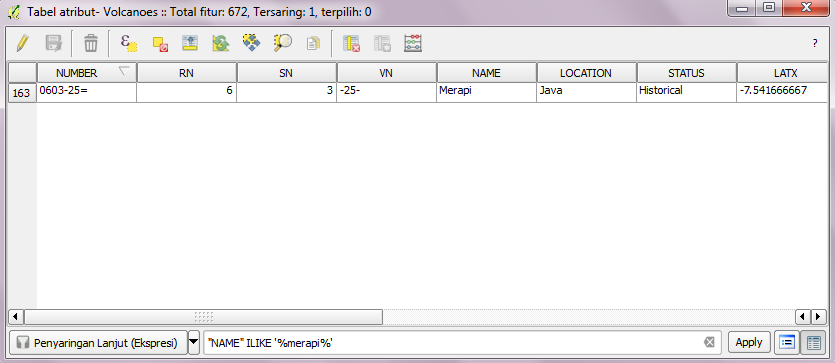 Tabel atribut- Volcanoes :: Total fitur: 672, Tersaring: 1, terpilih: 0
ε ?
NUMBER RN SN VN NAME LOCATION STATUS LATX
163 0603-25= 6 3 -25- Merapi Java Historical -7.541666667
Penyaringan Lanjut (Ekspresi) "NAME" ILIKE '%merapi%' Apply